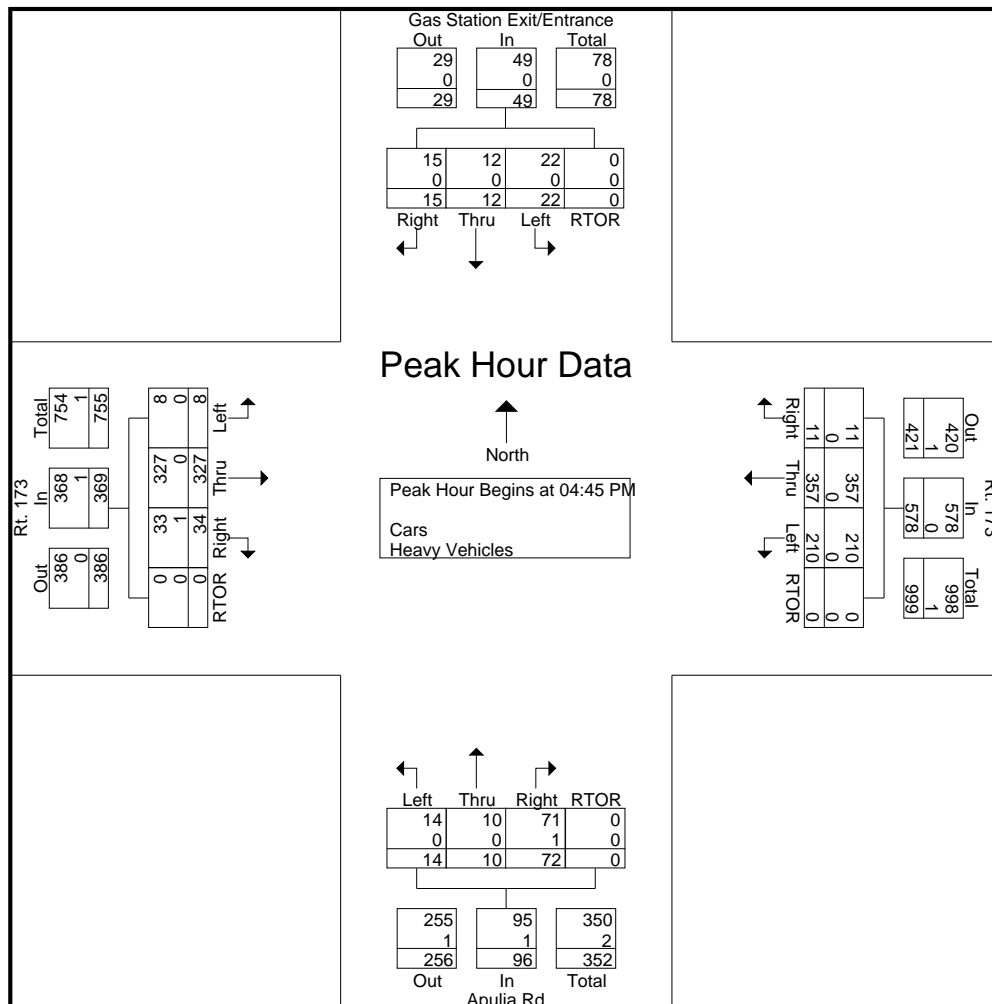 Gas Station Exit/Entrance
Out In Total
29 49 78
0 0 0
29 49 78
15 12 22 0
0 0 0 0
15 12 22 0
Right Thru Left RTOR
Peak Hour Data
North
Peak Hour Begins at 04:45 PM
Cars
Heavy Vehicles
Rt. 173
Out In Total
386 368 754
0 1 1
386 369 755
0 33 327 8
0 1 0 0
0 34 327 8
RTOR Right Thru Left
Rt. 173
Out In Total
420 578 998
1 0 1
421 578 999
11 357 210 0
0 0 0 0
11 357 210 0
Right Thru Left RTOR
Left Thru Right RTOR
14 10 71 0
0 0 1 0
14 10 72 0
255 95 350
1 1 2
256 96 352
Out In Total
Apulia Rd